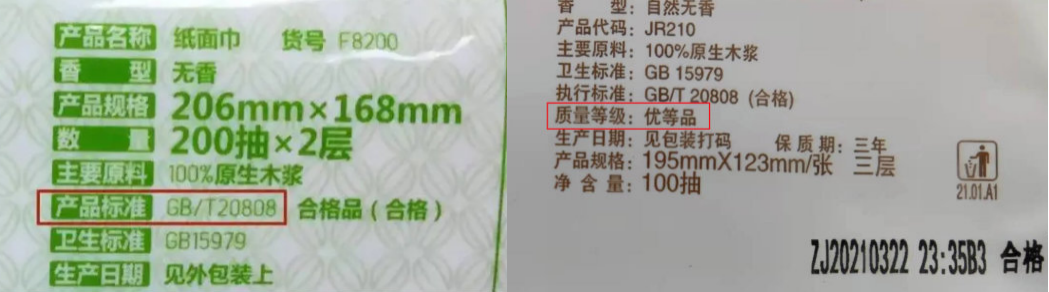 产品名称 纸面巾 货号 F8200
香型 无香
产品规格 206mm×168mm
数量 200抽×2层
主要原料 100%原生木浆
产品标准 GB/T20808 合格品（合格）
卫生标准 GB15979
生产日期 见外包装上
香型：自然无香
产品代码：JR210
主要原料：100%原生木浆
卫生标准：GB 15979
执行标准：GB/T 20808 (合格)
质量等级：优等品
生产日期：见包装打码 保质期：三年
产品规格：195mmX123mm/张 三层
净含量：100抽
21.01.A1
ZJ20210322 23:35B3 合格